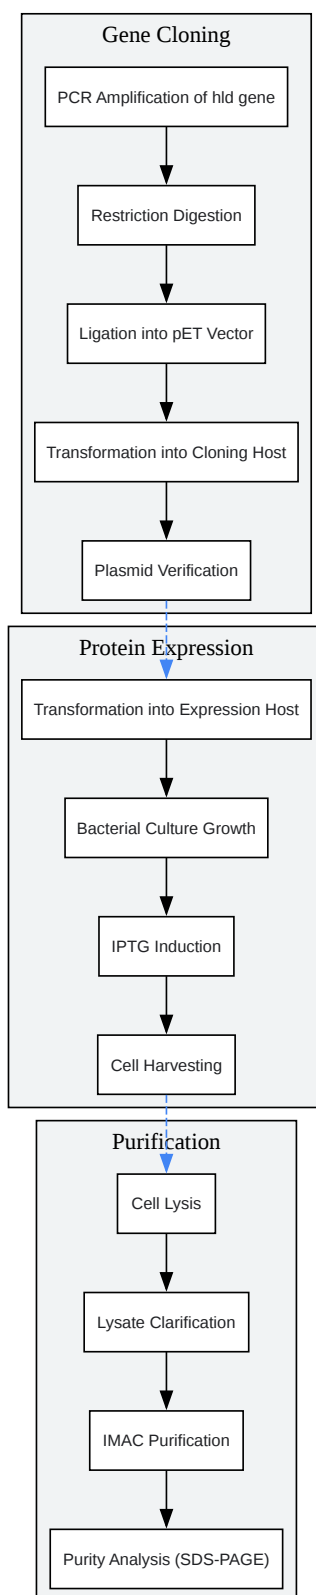 Gene Cloning
PCR Amplification of hld gene
Restriction Digestion
Ligation into pET Vector
Transformation into Cloning Host
Plasmid Verification
Protein Expression
Transformation into Expression Host
Bacterial Culture Growth
IPTG Induction
Cell Harvesting
Purification
Cell Lysis
Lysate Clarification
IMAC Purification
Purity Analysis (SDS-PAGE)